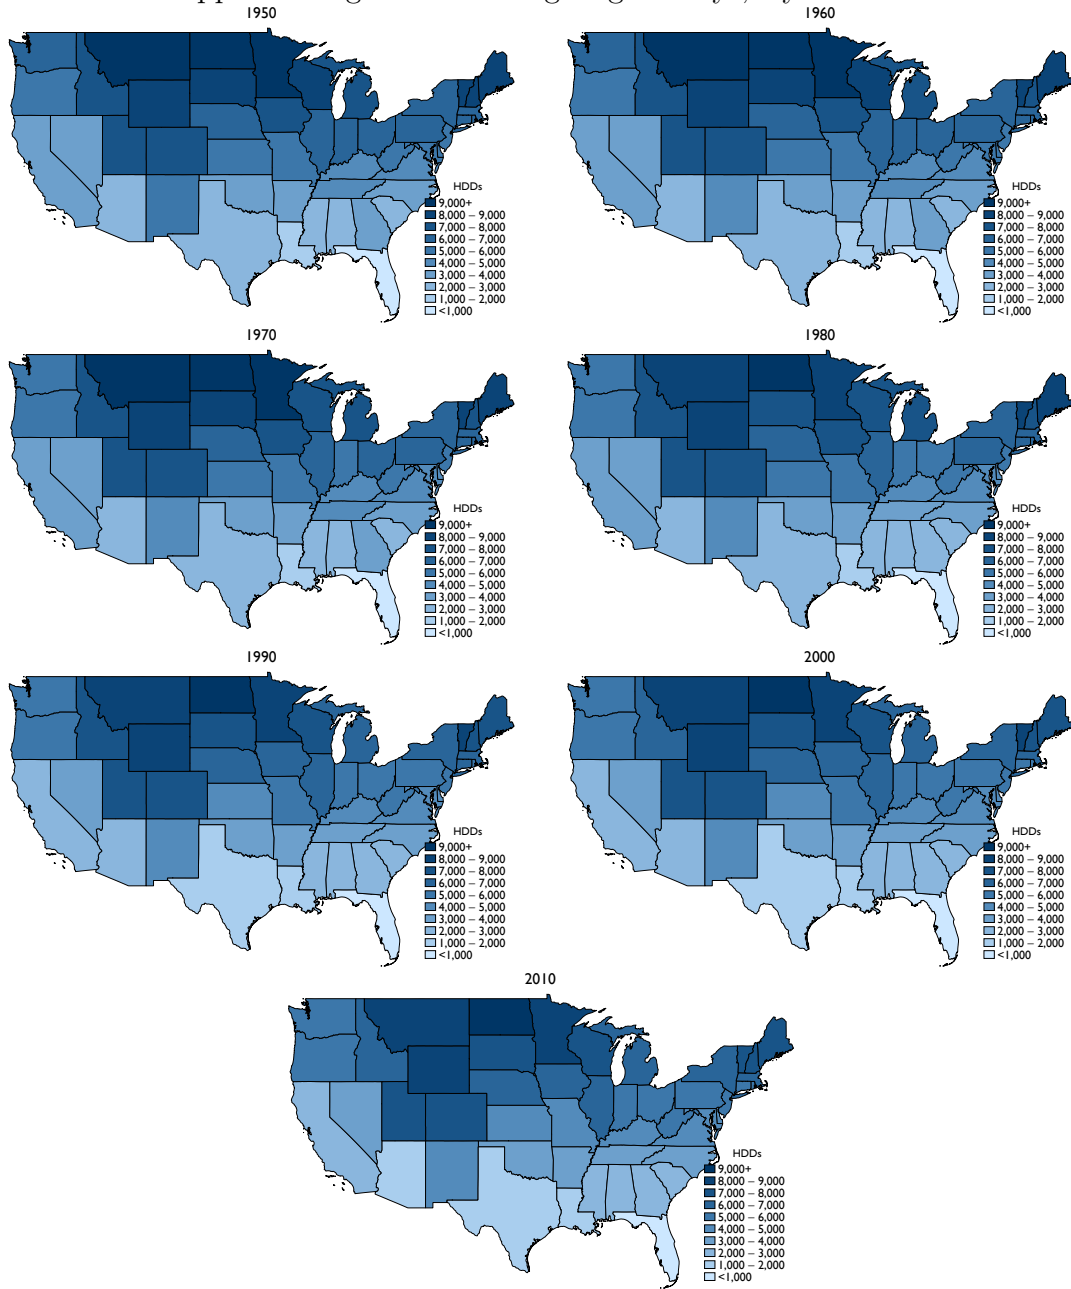 1950
HDDs
9,000+
8,000 – 9,000
7,000 – 8,000
6,000 – 7,000
5,000 – 6,000
4,000 – 5,000
3,000 – 4,000
2,000 – 3,000
1,000 – 2,000
<1,000
1960
HDDs
9,000+
8,000 – 9,000
7,000 – 8,000
6,000 – 7,000
5,000 – 6,000
4,000 – 5,000
3,000 – 4,000
2,000 – 3,000
1,000 – 2,000
<1,000
1970
HDDs
9,000+
8,000 – 9,000
7,000 – 8,000
6,000 – 7,000
5,000 – 6,000
4,000 – 5,000
3,000 – 4,000
2,000 – 3,000
1,000 – 2,000
<1,000
1980
HDDs
9,000+
8,000 – 9,000
7,000 – 8,000
6,000 – 7,000
5,000 – 6,000
4,000 – 5,000
3,000 – 4,000
2,000 – 3,000
1,000 – 2,000
<1,000
1990
HDDs
9,000+
8,000 – 9,000
7,000 – 8,000
6,000 – 7,000
5,000 – 6,000
4,000 – 5,000
3,000 – 4,000
2,000 – 3,000
1,000 – 2,000
<1,000
2000
HDDs
9,000+
8,000 – 9,000
7,000 – 8,000
6,000 – 7,000
5,000 – 6,000
4,000 – 5,000
3,000 – 4,000
2,000 – 3,000
1,000 – 2,000
<1,000
2010
HDDs
9,000+
8,000 – 9,000
7,000 – 8,000
6,000 – 7,000
5,000 – 6,000
4,000 – 5,000
3,000 – 4,000
2,000 – 3,000
1,000 – 2,000
<1,000